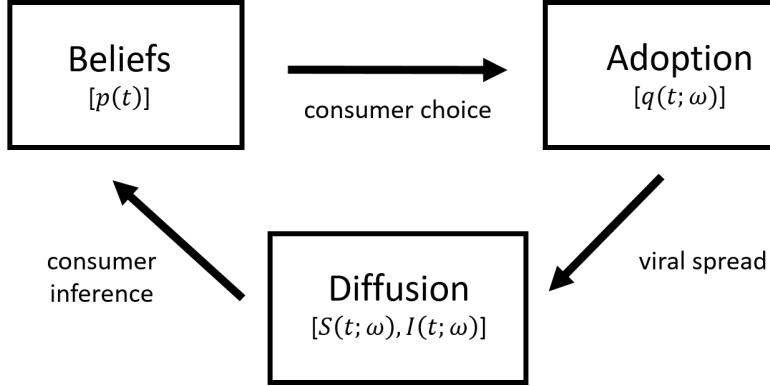 Beliefs
[p(t)]
consumer choice
Adoption
[q(t; ω)]
consumer
inference
Diffusion
[S(t; ω), I(t; ω)]
viral spread